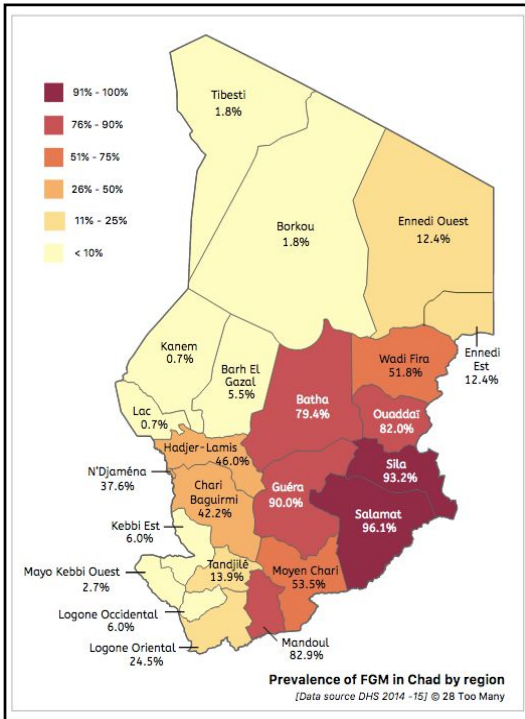 91% - 100%
76% - 90%
51% - 75%
26% - 50%
11% - 25%
< 10%
Tibesti
1.8%
Borkou
1.8%
Ennedi Ouest
12.4%
Ennedi
Est
12.4%
Kanem
0.7%
Barh El
Gazal
5.5%
Wadi Fira
51.8%
Batha
79.4%
Ouaddaï
82.0%
Lac
0.7%
Hadjer-Lamis
46.0%
Sila
93.2%
N'Djaména
37.6%
Chari
Baguirmi
42.2%
Guéra
90.0%
Salamat
96.1%
Kebbi Est
6.0%
Mayo Kebbi Ouest
2.7%
Tandjilé
13.9%
Moyen Chari
53.5%
Logone Occidental
6.0%
Logone Oriental
24.5%
Mandoul
82.9%
Prevalence of FGM in Chad by region
[Data source DHS 2014 -15] © 28 Too Many